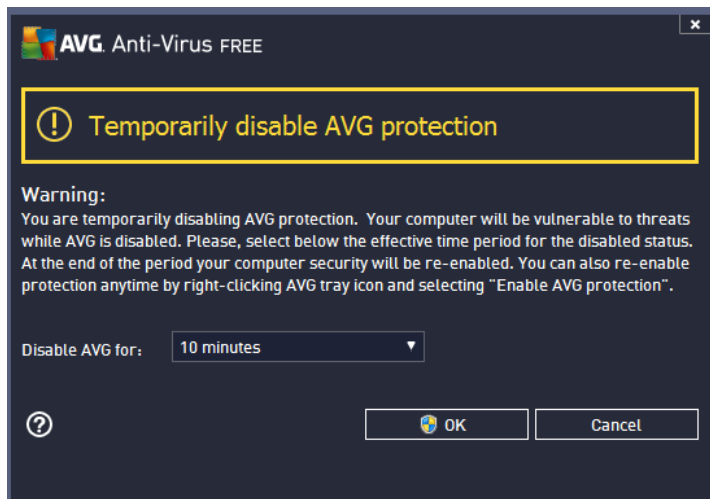 AVG. Anti-Virus FREE
x
! Temporarily disable AVG protection
Warning:
You are temporarily disabling AVG protection. Your computer will be vulnerable to threats
while AVG is disabled. Please, select below the effective time period for the disabled status.
At the end of the period your computer security will be re-enabled. You can also re-enable
protection anytime by right-clicking AVG tray icon and selecting "Enable AVG protection".
Disable AVG for: 10 minutes
? OK Cancel